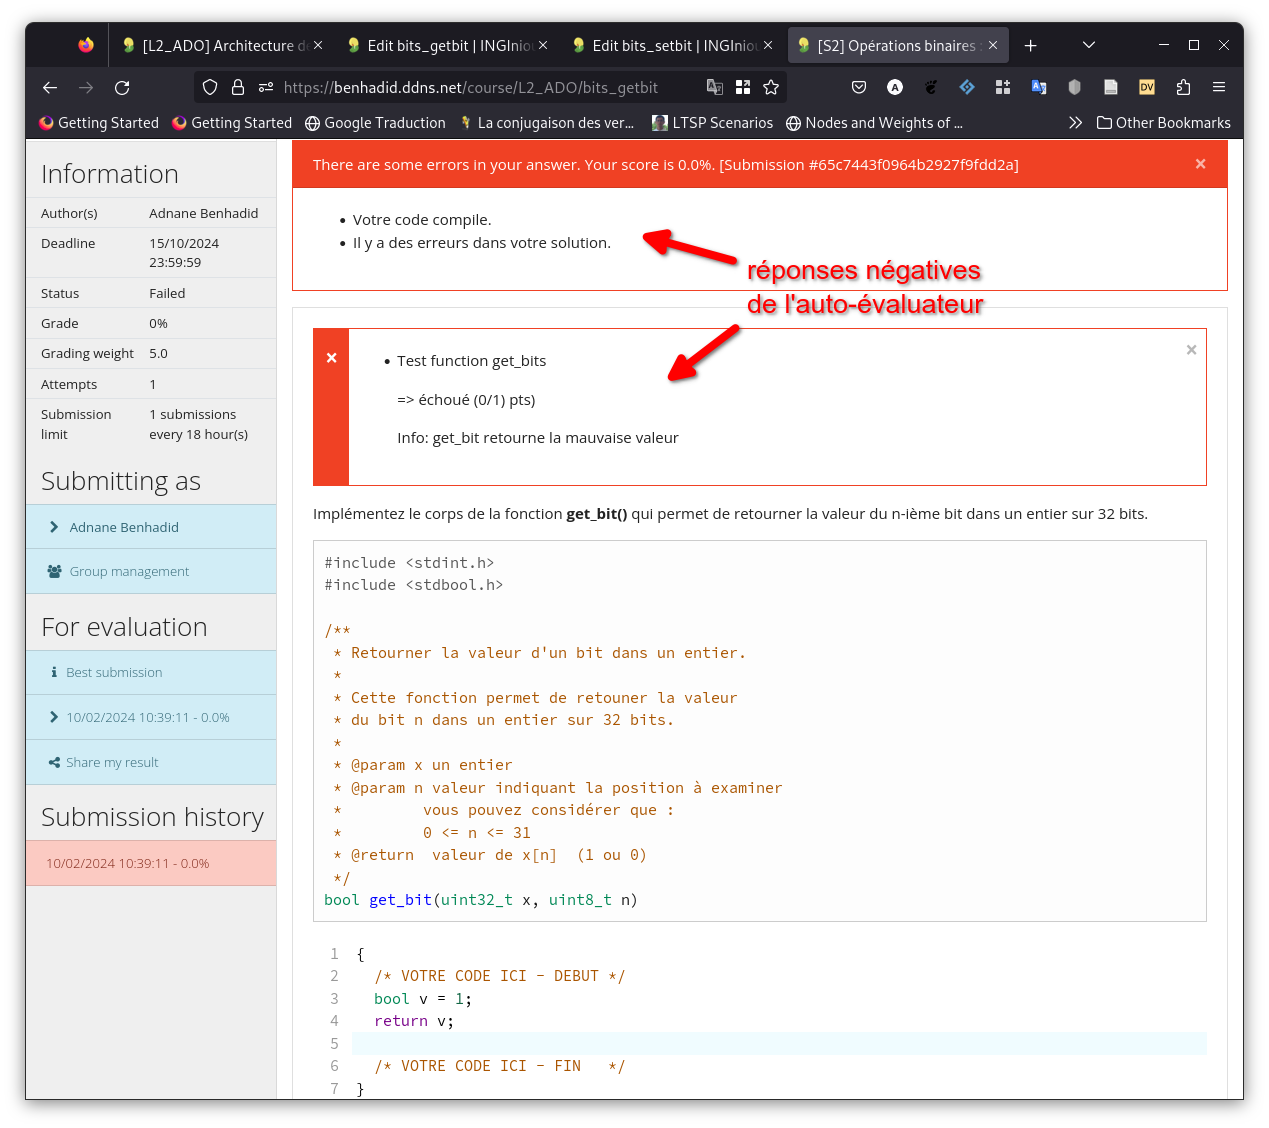 [L2_ADO] Architecture d
Edit bits_getbit | INGInio
Edit bits_setbit | INGInio
[S2] Opérations binaires :
https://benhadid.ddns.net/course/L2_ADO/bits_getbit
Getting Started
Getting Started
Google Traduction
La conjugaison des ver...
LTSP Scenarios
Nodes and Weights of ...
Other Bookmarks
Information
Author(s) Adnane Benhadid
Deadline 15/10/2024
23:59:59
Status Failed
Grade 0%
Grading weight 5.0
Attempts 1
Submission 1 submissions
limit every 18 hour(s)
Submitting as
Adnane Benhadid
Group management
For evaluation
Best submission
10/02/2024 10:39:11 - 0.0%
Share my result
Submission history
10/02/2024 10:39:11 - 0.0%
There are some errors in your answer. Your score is 0.0%. [Submission #65c7443f0964b2927f9fdd2a]
• Votre code compile.
• Il y a des erreurs dans votre solution.
réponses négatives
de l'auto-évaluateur
• Test function get_bits
=> échoué (0/1) pts)
Info: get_bit retourne la mauvaise valeur
Implémentez le corps de la fonction get_bit() qui permet de retourner la valeur du n-ième bit dans un entier sur 32 bits.
#include <stdint.h>
#include <stdbool.h>
/**
* Retourner la valeur d'un bit dans un entier.
*
* Cette fonction permet de retouner la valeur
* du bit n dans un entier sur 32 bits.
*
* @param x un entier
* @param n valeur indiquant la position à examiner
* vous pouvez considérer que :
* 0 <= n <= 31
* @return valeur de x[n] (1 ou 0)
*/
bool get_bit(uint32_t x, uint8_t n)
1 {
2 /* VOTRE CODE ICI - DEBUT */
3 bool v = 1;
4 return v;
5
6 /* VOTRE CODE ICI - FIN */
7 }